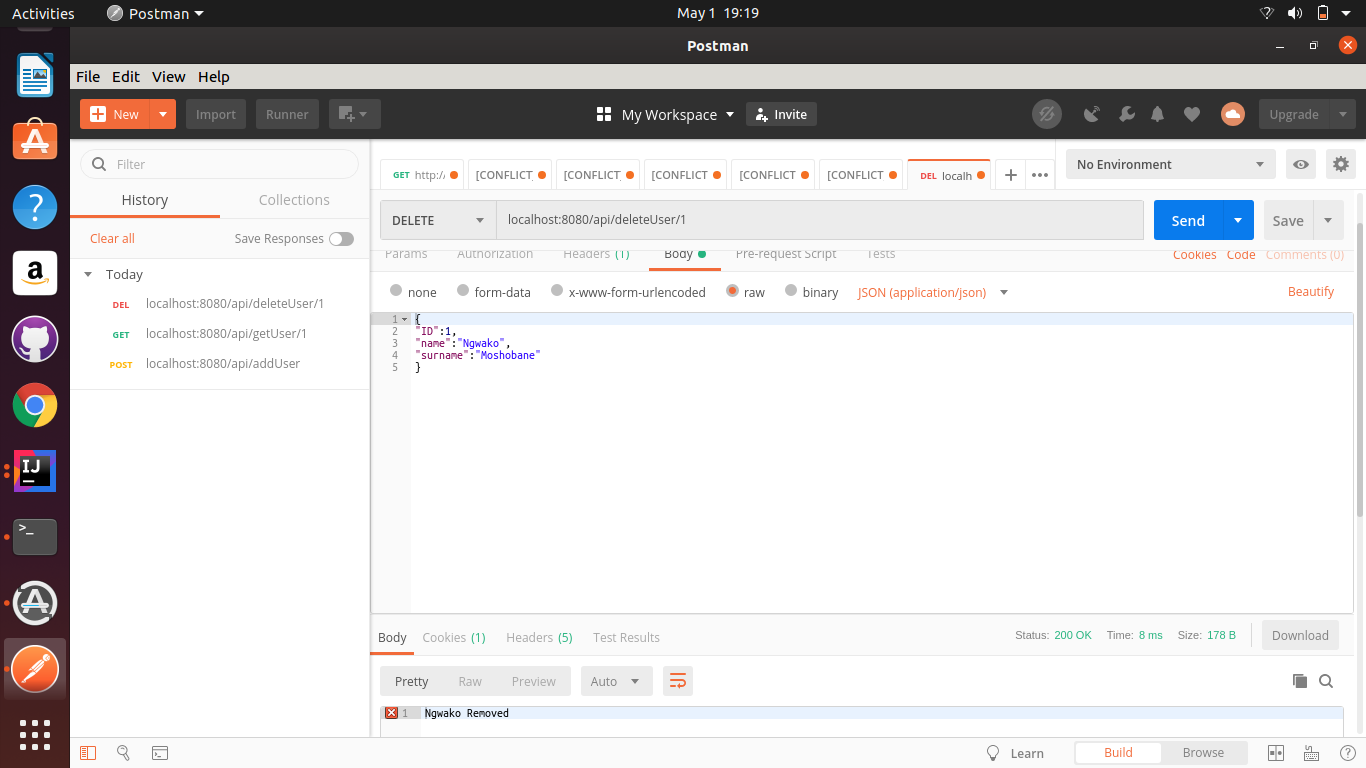 Activities Postman May 1 19:19
Postman
File Edit View Help
New Import Runner My Workspace Invite Upgrade
Filter
History Collections
Clear all Save Responses
Today
DEL localhost:8080/api/deleteUser/1
GET localhost:8080/api/getUser/1
POST localhost:8080/api/addUser
GET http:/ [CONFLICT [CONFLICT [CONFLICT [CONFLICT [CONFLICT DEL localh + ••• No Environment
DELETE localhost:8080/api/deleteUser/1 Send Save
Params Authorization Headers (1) Body Pre-request Script Tests Cookies Code Comments (0)
none form-data x-www-form-urlencoded raw binary JSON (application/json) Beautify
1 {
2 "ID":1,
3 "name":"Ngwako",
4 "surname":"Moshobane"
5 }
Body Cookies (1) Headers (5) Test Results Status: 200 OK Time: 8 ms Size: 178 B Download
Pretty Raw Preview Auto
1 Ngwako Removed
Learn Build Browse